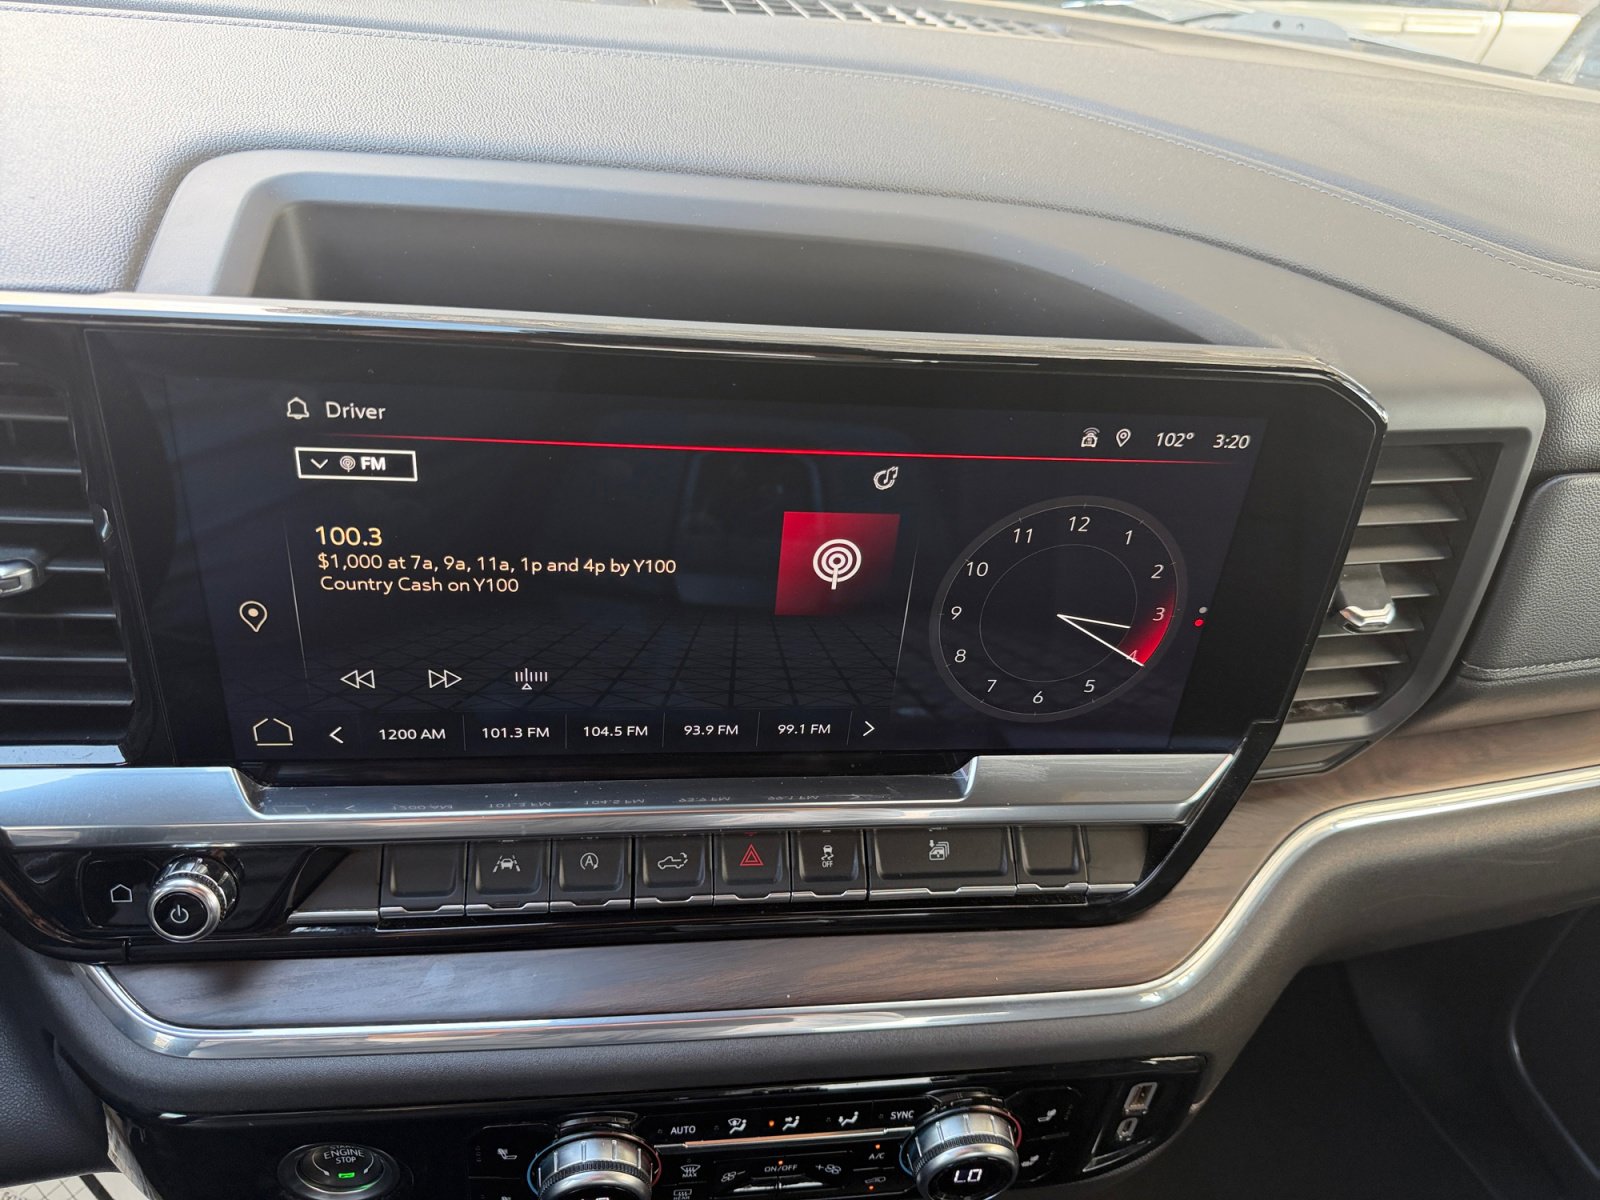 Driver
102° 3:20
FM
100.3
$1,000 at 7a, 9a, 11a, 1p and 4p by Y100
Country Cash on Y100
12
11 1
10 2
9 3
8 4
7 5
6
1200 AM 101.3 FM 104.5 FM 93.9 FM 99.1 FM
A
OFF
ENGINE
STOP
AUTO
SYNC
MAX
ON/OFF
A/C
REAR
LO